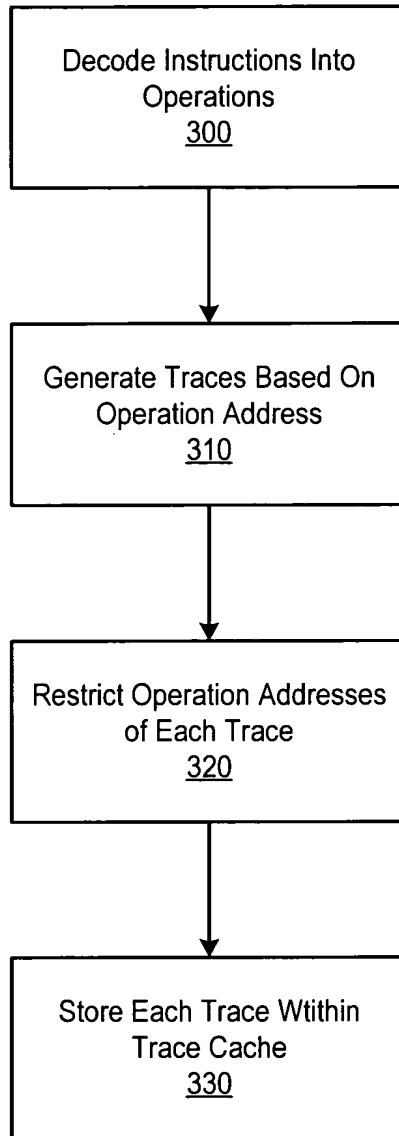 Decode Instructions Into
Operations
300
Generate Traces Based On
Operation Address
310
Restrict Operation Addresses
of Each Trace
320
Store Each Trace Wtithin
Trace Cache
330